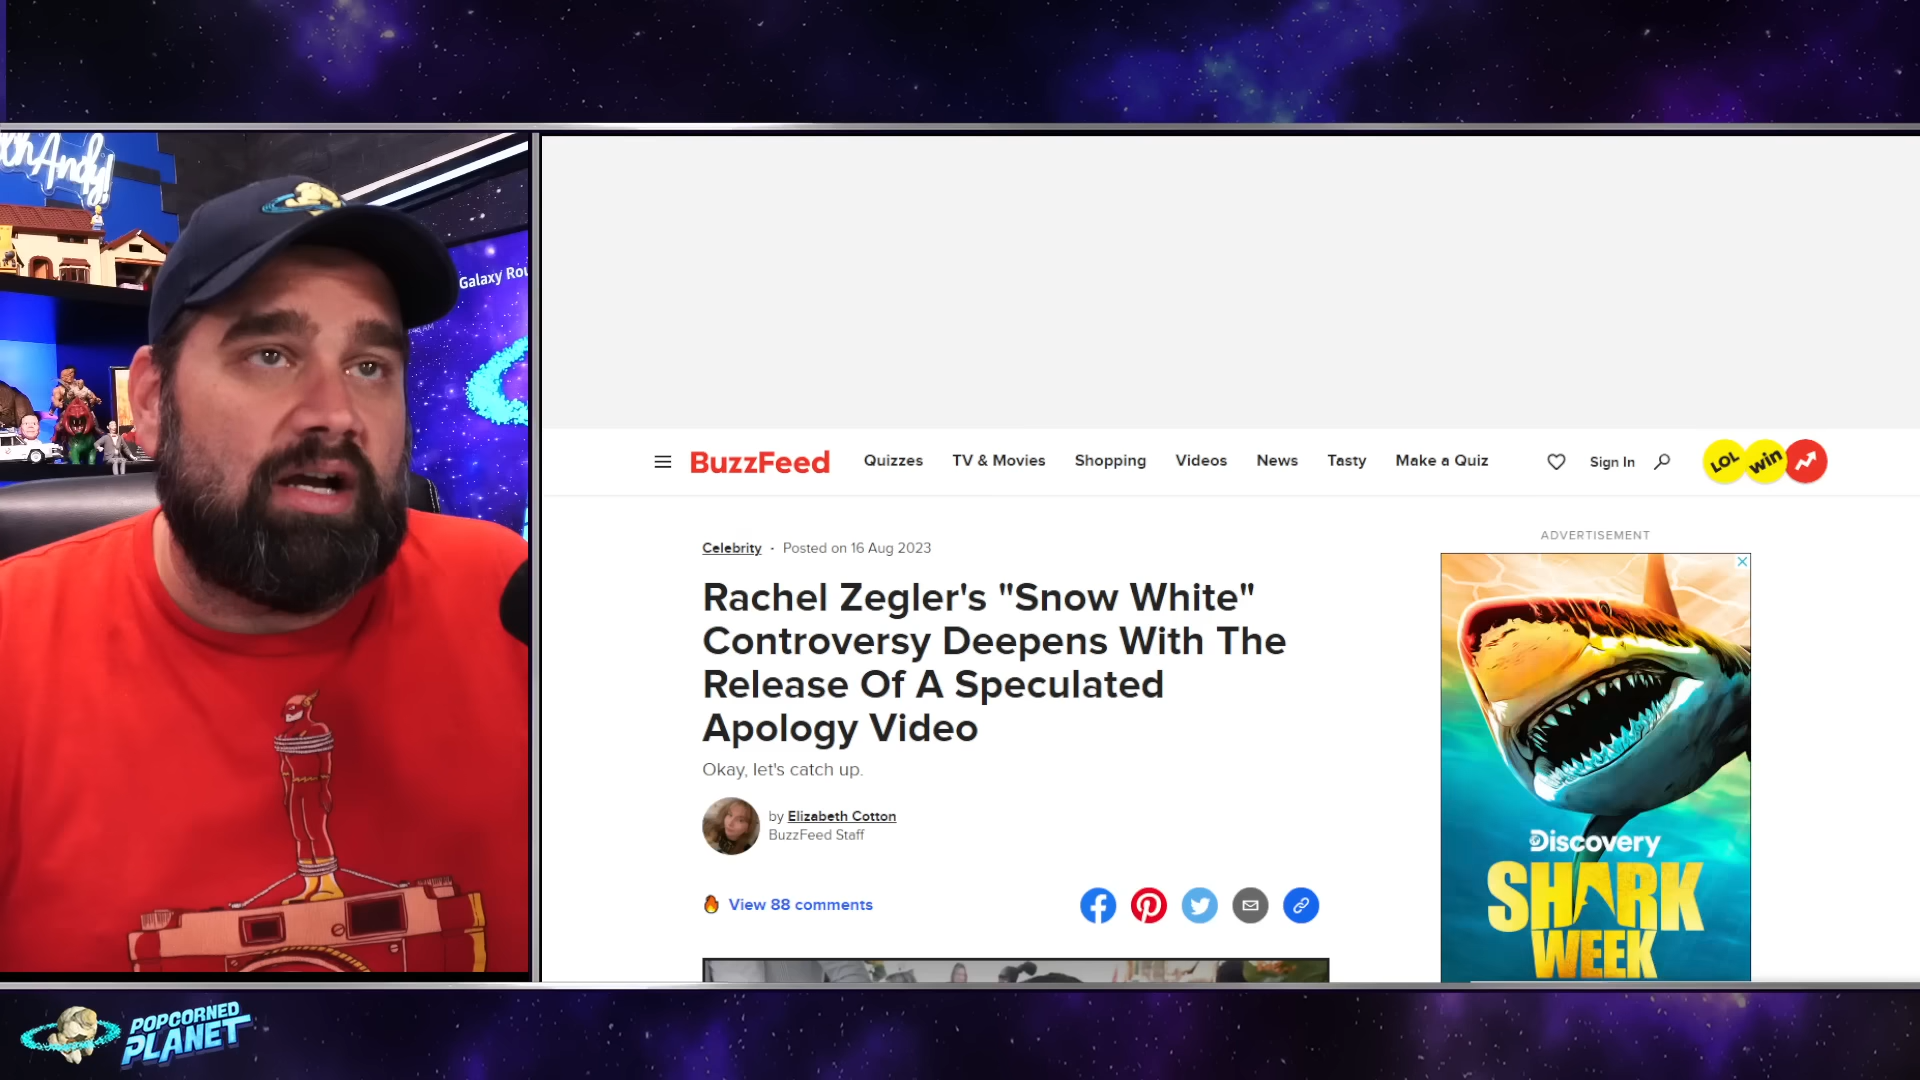 Andy!
Galaxy
BuzzFeed
Quizzes
TV & Movies
Shopping
Videos
News
Tasty
Make a Quiz
Sign In
LOL
win
Celebrity · Posted on 16 Aug 2023
Rachel Zegler's "Snow White"
Controversy Deepens With The
Release Of A Speculated
Apology Video
Okay, let's catch up.
by Elizabeth Cotton
BuzzFeed Staff
View 88 comments
ADVERTISEMENT
Discovery
SHARK
WEEK
POPCORNED
PLANET